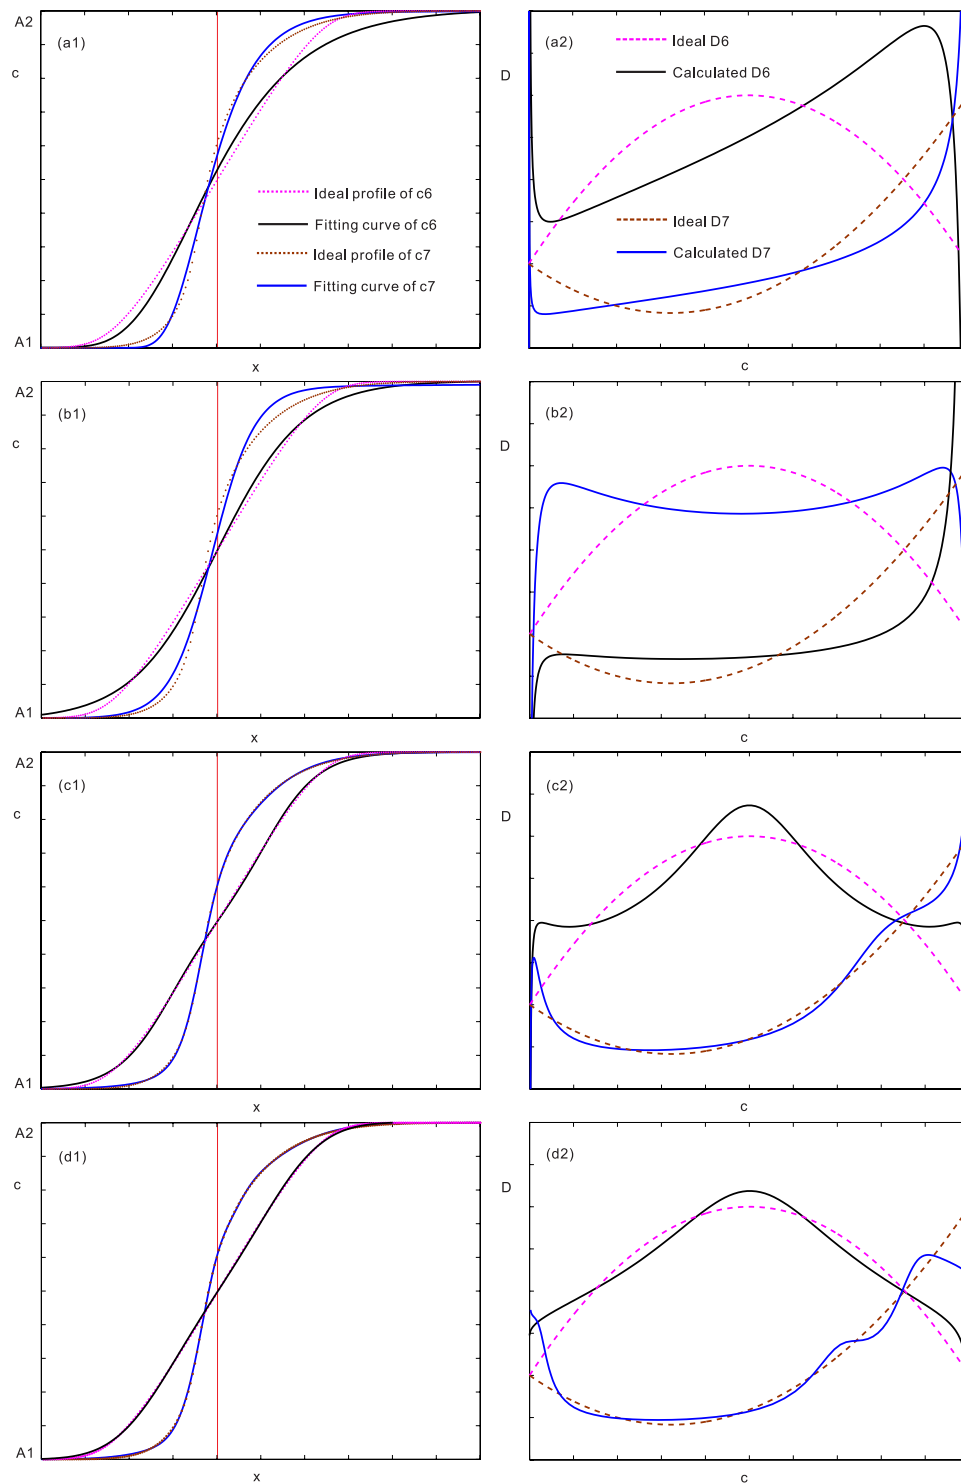 A2
(a1)
c
Ideal profile of c6
Fitting curve of c6
Ideal profile of c7
Fitting curve of c7
A1
x
(a2)
D
Ideal D6
Calculated D6
Ideal D7
Calculated D7
c
A2
(b1)
c
A1
x
(b2)
D
c
A2
(c1)
c
A1
x
(c2)
D
c
A2
(d1)
c
A1
x
(d2)
D
c